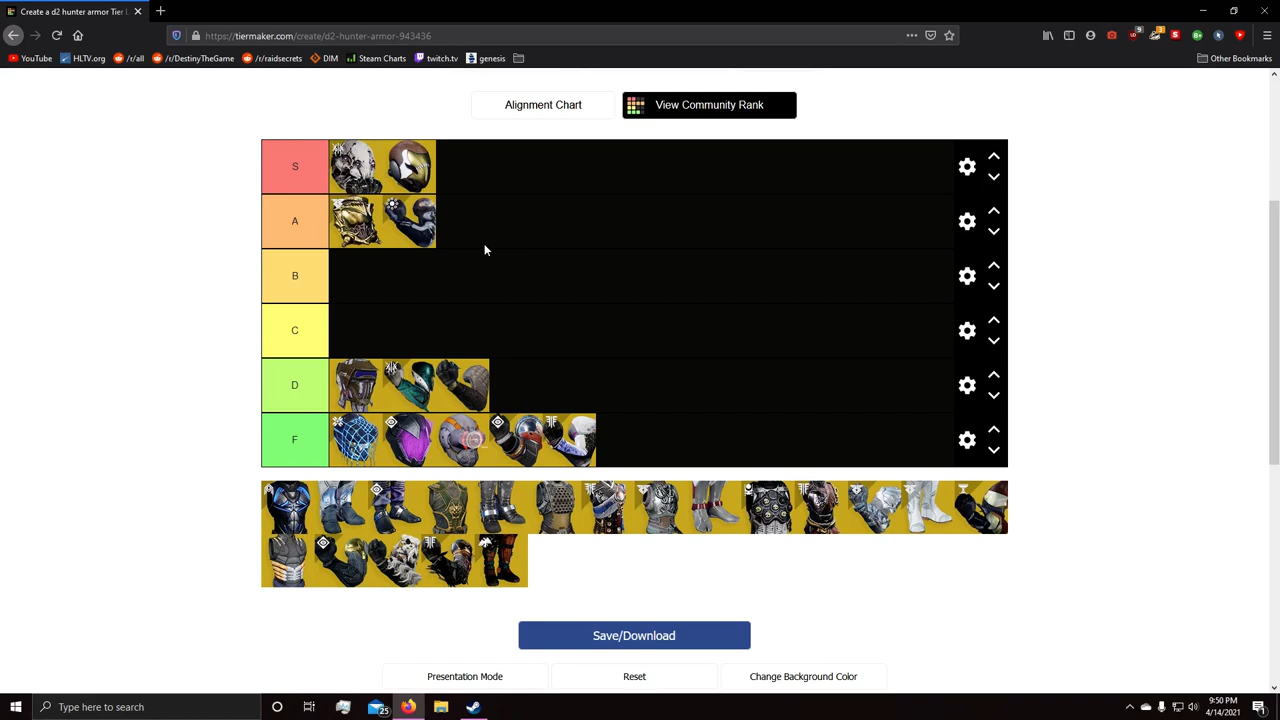 Create a d2 hunter armor Tier L
https://tiermaker.com/create/d2-hunter-armor-943436
YouTube HLTV.org /r/all /r/DestinyTheGame /r/raidsecrets DIM Steam Charts twitch.tv genesis Other Bookmarks
Alignment Chart View Community Rank
S
A
B
C
D
F
Save/Download
Presentation Mode Reset Change Background Color
Type here to search
25
9:50 PM
4/14/2021